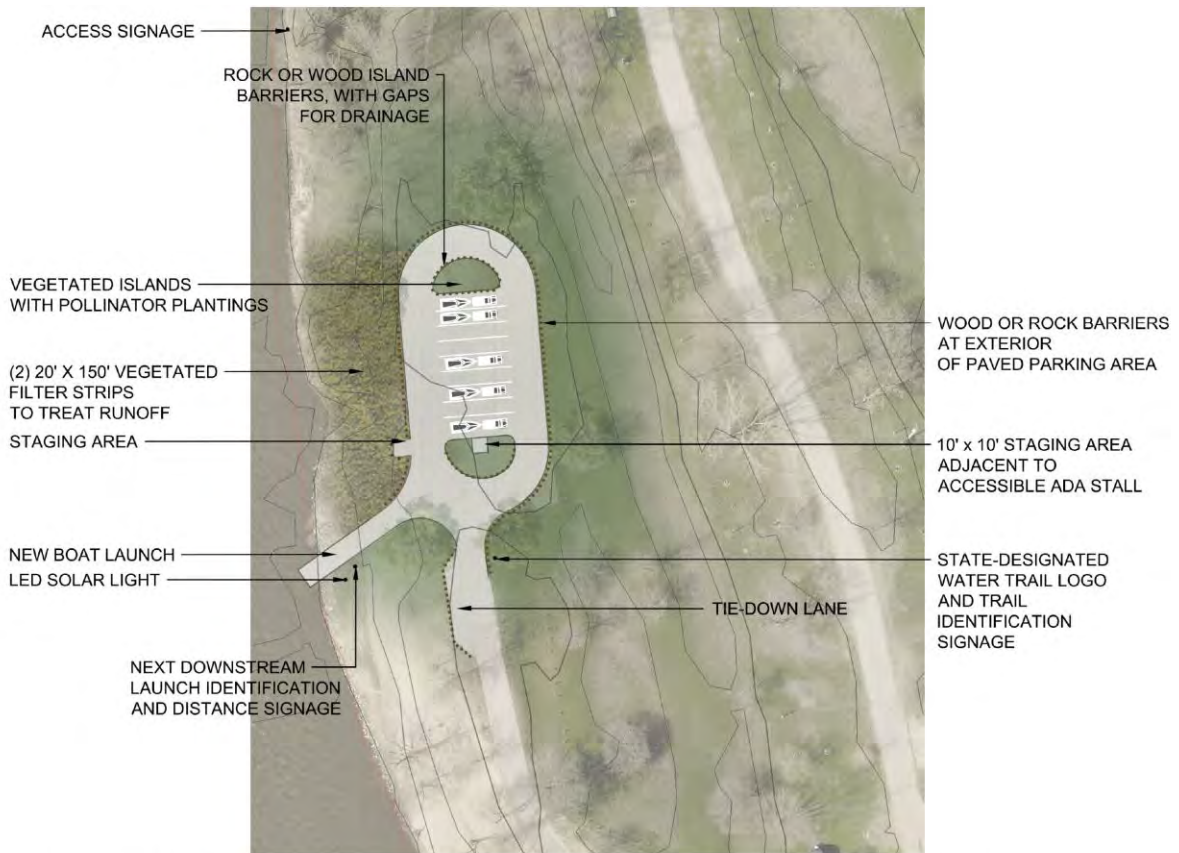 ACCESS SIGNAGE
ROCK OR WOOD ISLAND
BARRIERS, WITH GAPS
FOR DRAINAGE
VEGETATED ISLANDS
WITH POLLINATOR PLANTINGS
(2) 20' X 150' VEGETATED
FILTER STRIPS
TO TREAT RUNOFF
STAGING AREA
NEW BOAT LAUNCH
LED SOLAR LIGHT
NEXT DOWNSTREAM
LAUNCH IDENTIFICATION
AND DISTANCE SIGNAGE
WOOD OR ROCK BARRIERS
AT EXTERIOR
OF PAVED PARKING AREA
10' x 10' STAGING AREA
ADJACENT TO
ACCESSIBLE ADA STALL
STATE-DESIGNATED
WATER TRAIL LOGO
AND TRAIL
IDENTIFICATION
SIGNAGE
TIE-DOWN LANE